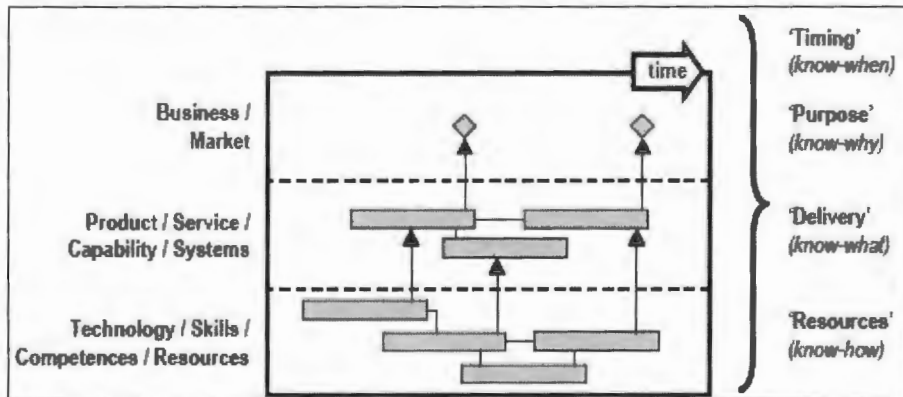 time
Business /
Market
Product / Service /
Capability / Systems
Technology / Skills /
Competences / Resources
'Timing'
(know-when)
'Purpose'
(know-why)
'Delivery'
(know-what)
'Resources'
(know-how)